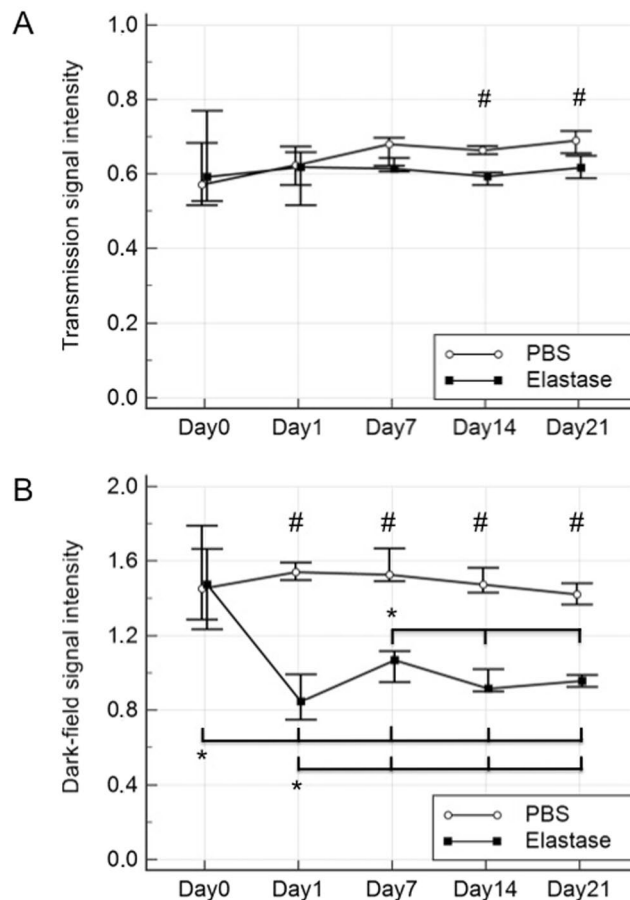 A
Transmission signal intensity
1.0
0.8
0.6
0.4
0.2
0.0
# #
PBS
Elastase
Day0 Day1 Day7 Day14 Day21
B
Dark-field signal intensity
2.0
1.6
1.2
0.8
0.4
0.0
# # # #
*
*
*
PBS
Elastase
Day0 Day1 Day7 Day14 Day21